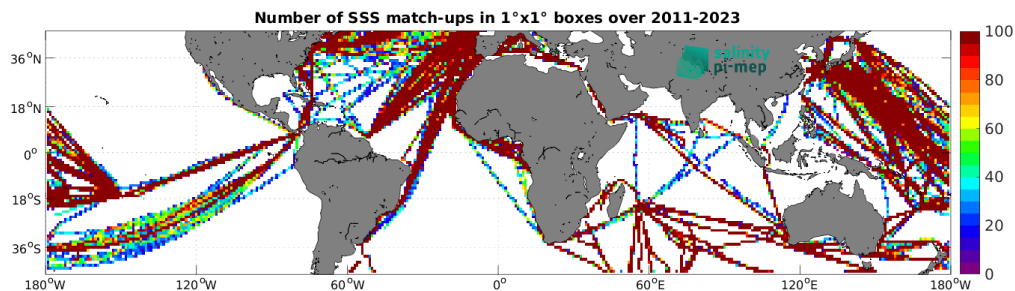 Number of SSS match-ups in 1°x1° boxes over 2011-2023
salinity
pi-mep
36°N
18°N
0°
18°S
36°S
180°W
120°W
60°W
0°
60°E
120°E
180°W
100
80
60
40
20
0